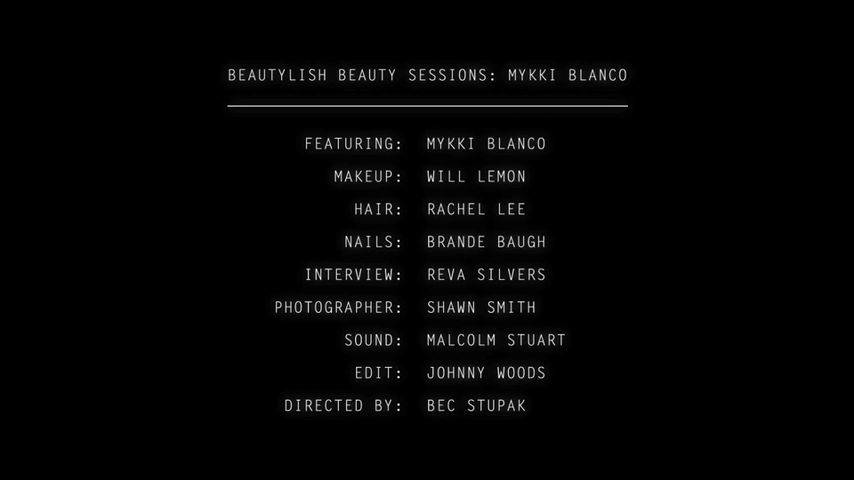 BEAUTYLISH BEAUTY SESSIONS: MYKKI BLANCO
FEATURING: MYKKI BLANCO
MAKEUP: WILL LEMON
HAIR: RACHEL LEE
NAILS: BRANDE BAUGH
INTERVIEW: REVA SILVERS
PHOTOGRAPHER: SHAWN SMITH
SOUND: MALCOLM STUART
EDIT: JOHNNY WOODS
DIRECTED BY: BEC STUPAK